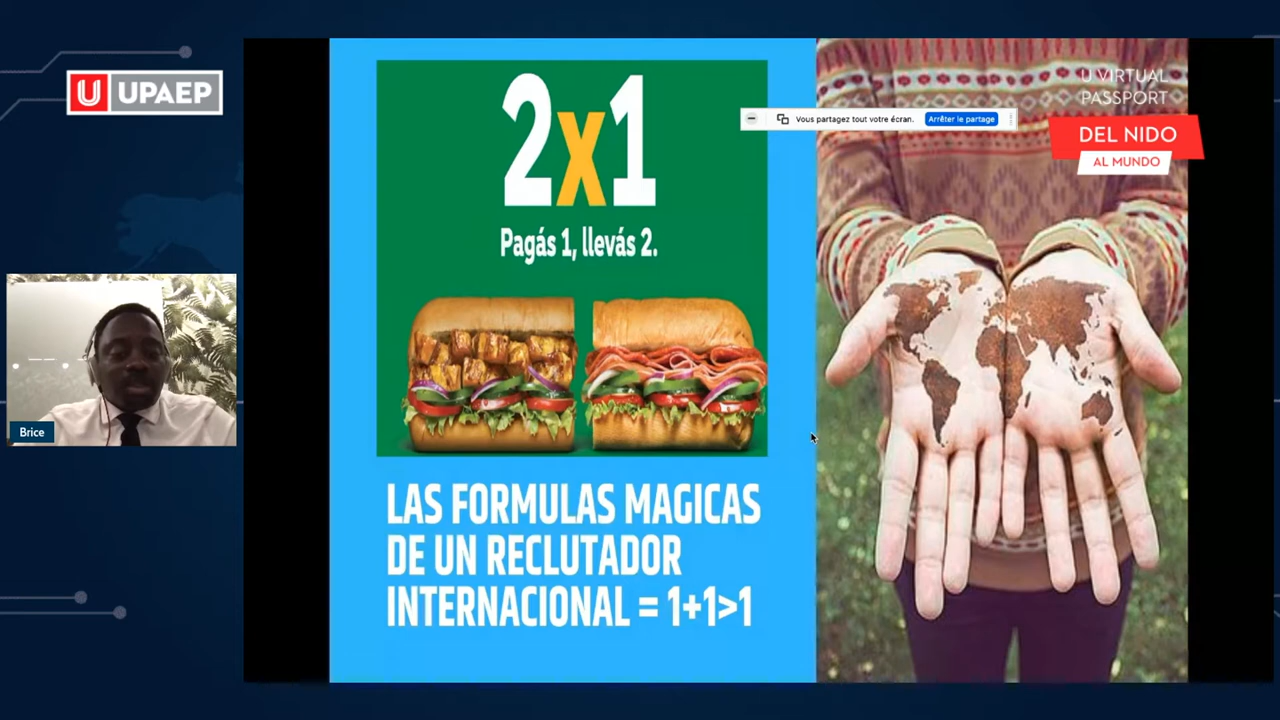 U UPAEP
2x1
Pagás 1, llevás 2.
U VIRTUAL
PASSPORT
Vous partagez tout votre écran. Arrêter le partage
DEL NIDO
AL MUNDO
Brice
LAS FORMULAS MAGICAS
DE UN RECLUTADOR
INTERNACIONAL = 1+1>1